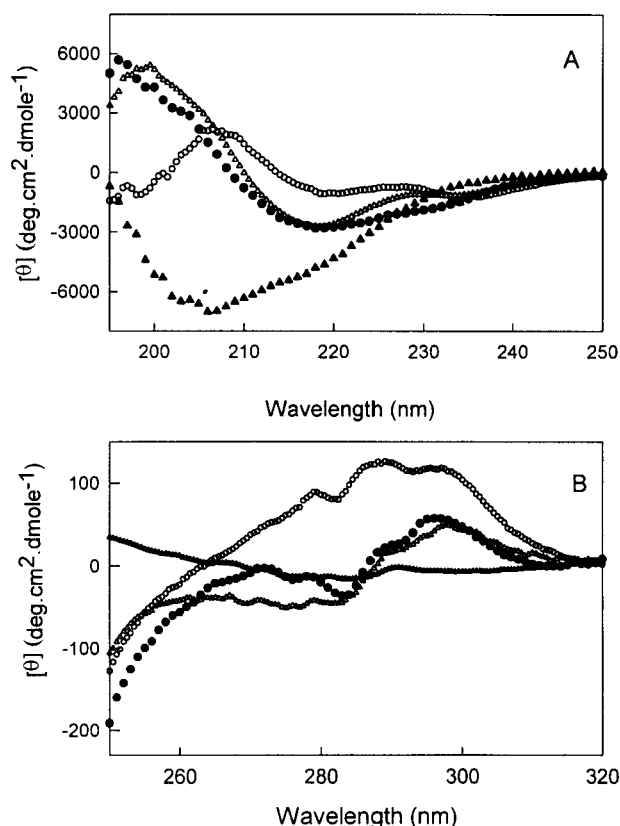 A
6000
3000
0
-3000
-6000
[θ] (deg.cm².dmole⁻¹)
200 210 220 230 240 250
Wavelength (nm)
B
100
0
-100
-200
[θ] (deg.cm².dmole⁻¹)
260 280 300 320
Wavelength (nm)